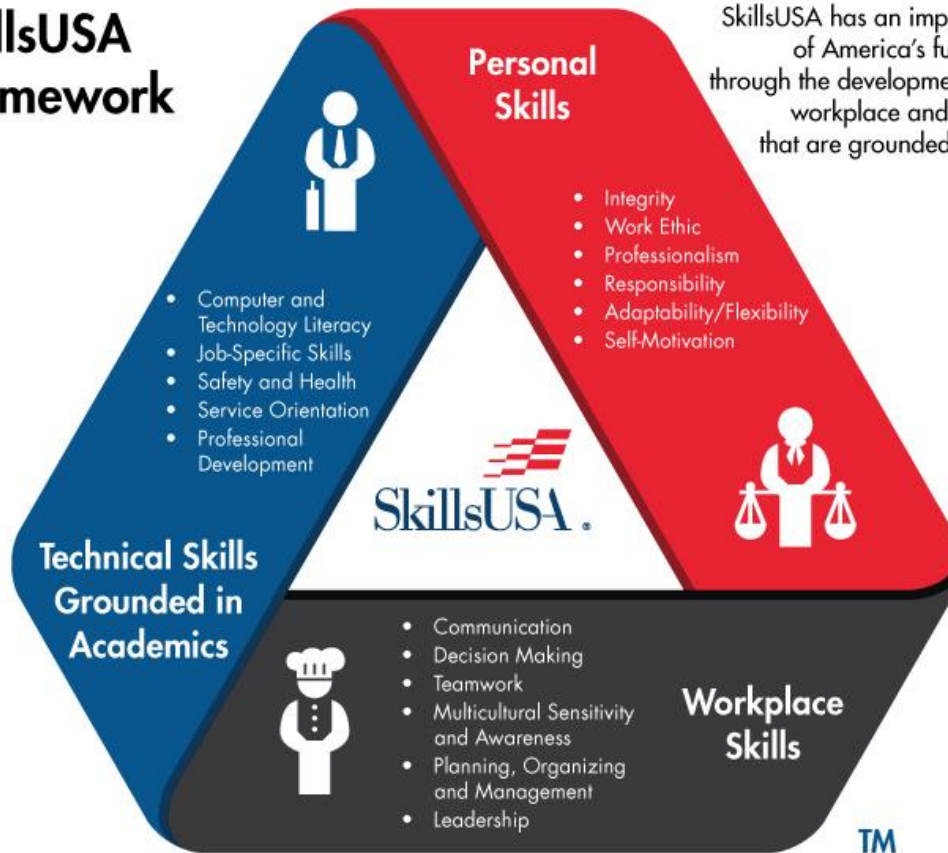 llsUSA
mework
SkillsUSA has an imp
of America's fu
through the developme
workplace and
that are grounded
Personal
Skills
• Integrity
• Work Ethic
• Professionalism
• Responsibility
• Adaptability/Flexibility
• Self-Motivation
• Computer and
Technology Literacy
• Job-Specific Skills
• Safety and Health
• Service Orientation
• Professional
Development
Technical Skills
Grounded in
Academics
SkillsUSA®
• Communication
• Decision Making
• Teamwork
• Multicultural Sensitivity
and Awareness
• Planning, Organizing
and Management
• Leadership
Workplace
Skills
TM